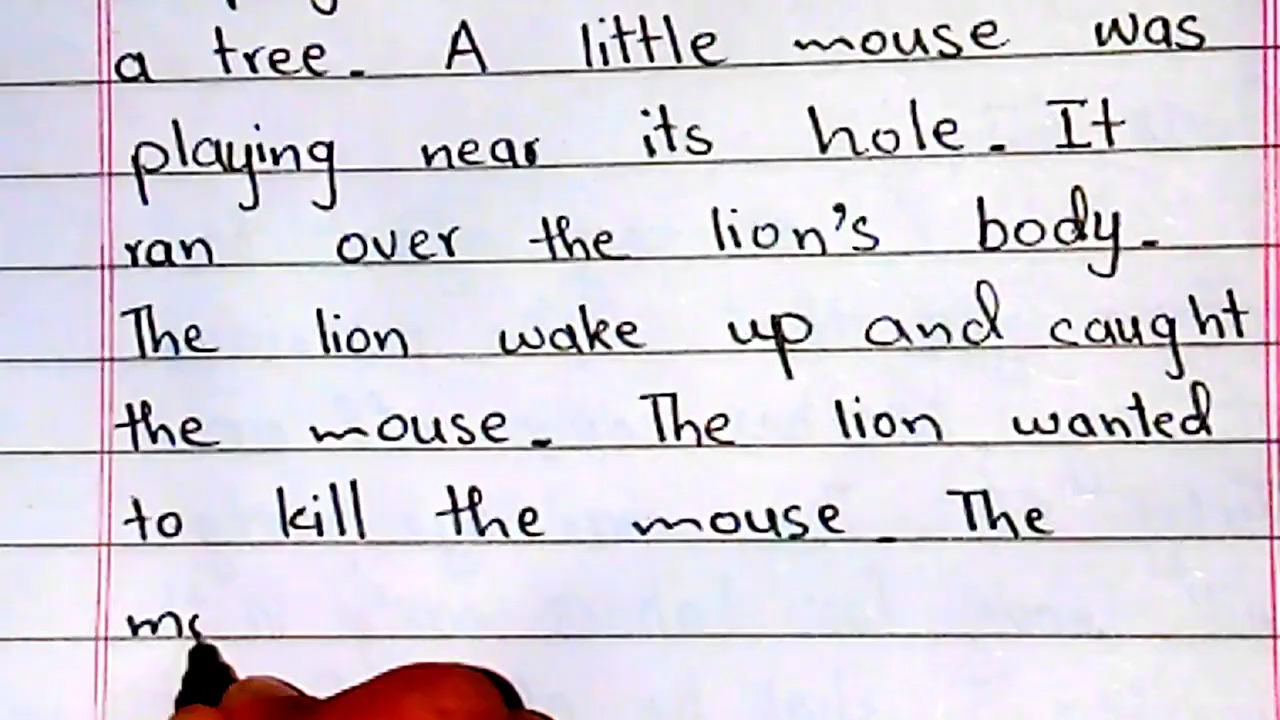 a tree. A little mouse was
playing near its hole. It
ran over the lion's body.
The lion wake up and caught
the mouse. The lion wanted
to kill the mouse. The